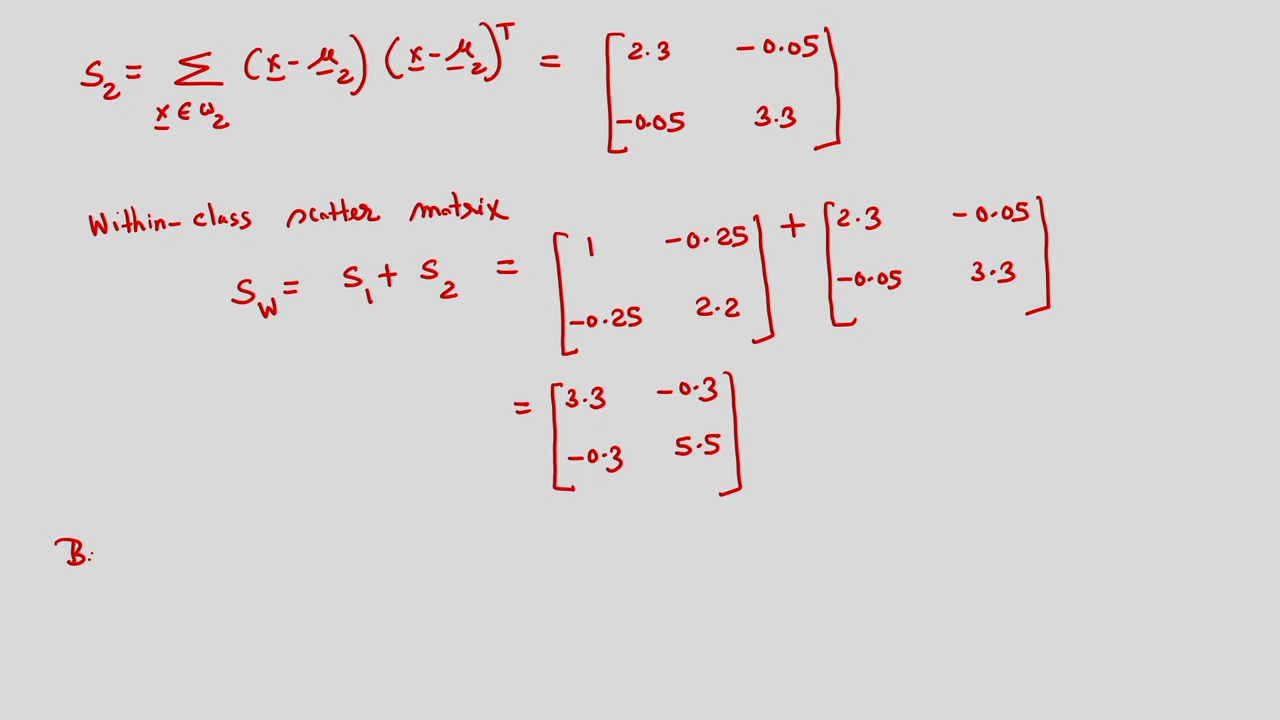 S₂ = Σ_{x ∈ ω₂} (x - μ₂) (x - μ₂)ᵀ = [2.3 -0.05; -0.05 3.3]
Within-class scatter matrix
S_W = S₁ + S₂ = [1 -0.25; -0.25 2.2] + [2.3 -0.05; -0.05 3.3]
= [3.3 -0.3; -0.3 5.5]
B